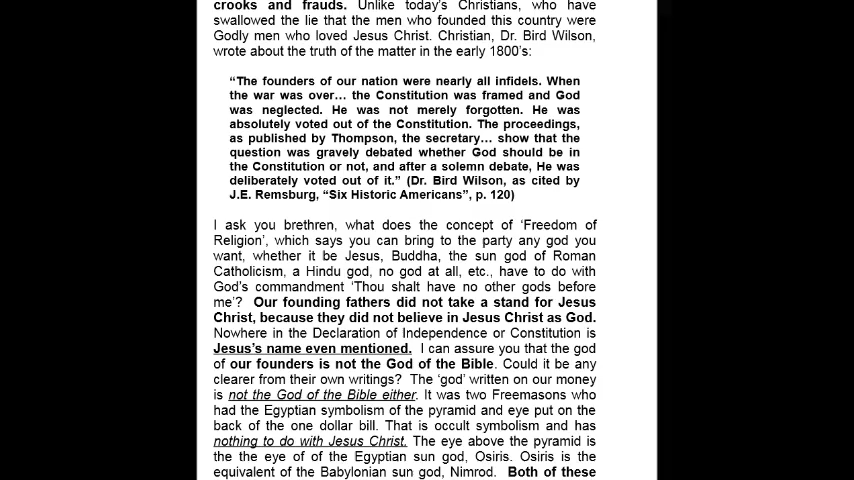 crooks and frauds. Unlike today's Christians, who have
swallowed the lie that the men who founded this country were
Godly men who loved Jesus Christ. Christian, Dr. Bird Wilson,
wrote about the truth of the matter in the early 1800's:
"The founders of our nation were nearly all infidels. When
the war was over… the Constitution was framed and God
was neglected. He was not merely forgotten. He was
absolutely voted out of the Constitution. The proceedings,
as published by Thompson, the secretary… show that the
question was gravely debated whether God should be in
the Constitution or not, and after a solemn debate, He was
deliberately voted out of it." (Dr. Bird Wilson, as cited by
J.E. Remsburg, "Six Historic Americans", p. 120)
I ask you brethren, what does the concept of 'Freedom of
Religion', which says you can bring to the party any god you
want, whether it be Jesus, Buddha, the sun god of Roman
Catholicism, a Hindu god, no god at all, etc., have to do with
God's commandment 'Thou shalt have no other gods before
me'? Our founding fathers did not take a stand for Jesus
Christ, because they did not believe in Jesus Christ as God.
Nowhere in the Declaration of Independence or Constitution is
Jesus's name even mentioned. I can assure you that the god
of our founders is not the God of the Bible. Could it be any
clearer from their own writings? The 'god' written on our money
is not the God of the Bible either. It was two Freemasons who
had the Egyptian symbolism of the pyramid and eye put on the
back of the one dollar bill. That is occult symbolism and has
nothing to do with Jesus Christ. The eye above the pyramid is
the the eye of of the Egyptian sun god, Osiris. Osiris is the
equivalent of the Babylonian sun god, Nimrod. Both of these